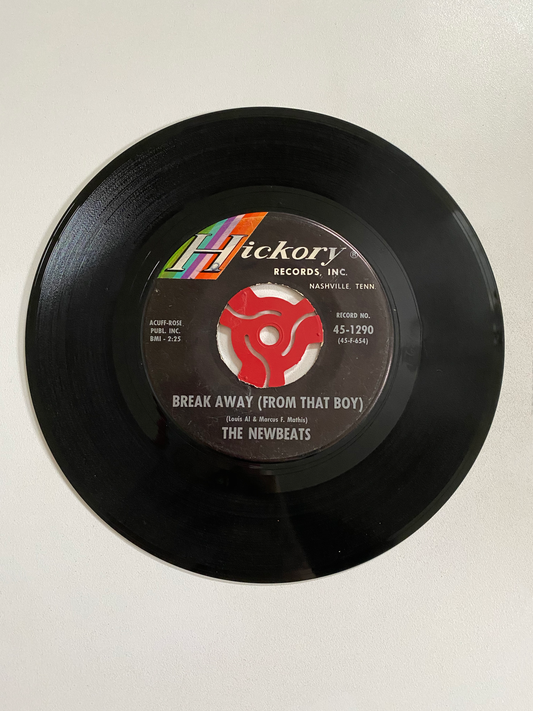 Hickory®
RECORDS, INC.
NASHVILLE. TENN.
ACUFF-ROSE
PUBL. INC.
BMI - 2:25
RECORD NO.
45-1290
(45-F-654)
BREAK AWAY (FROM THAT BOY)
(Louis Al & Marcus F. Mathis)
THE NEWBEATS